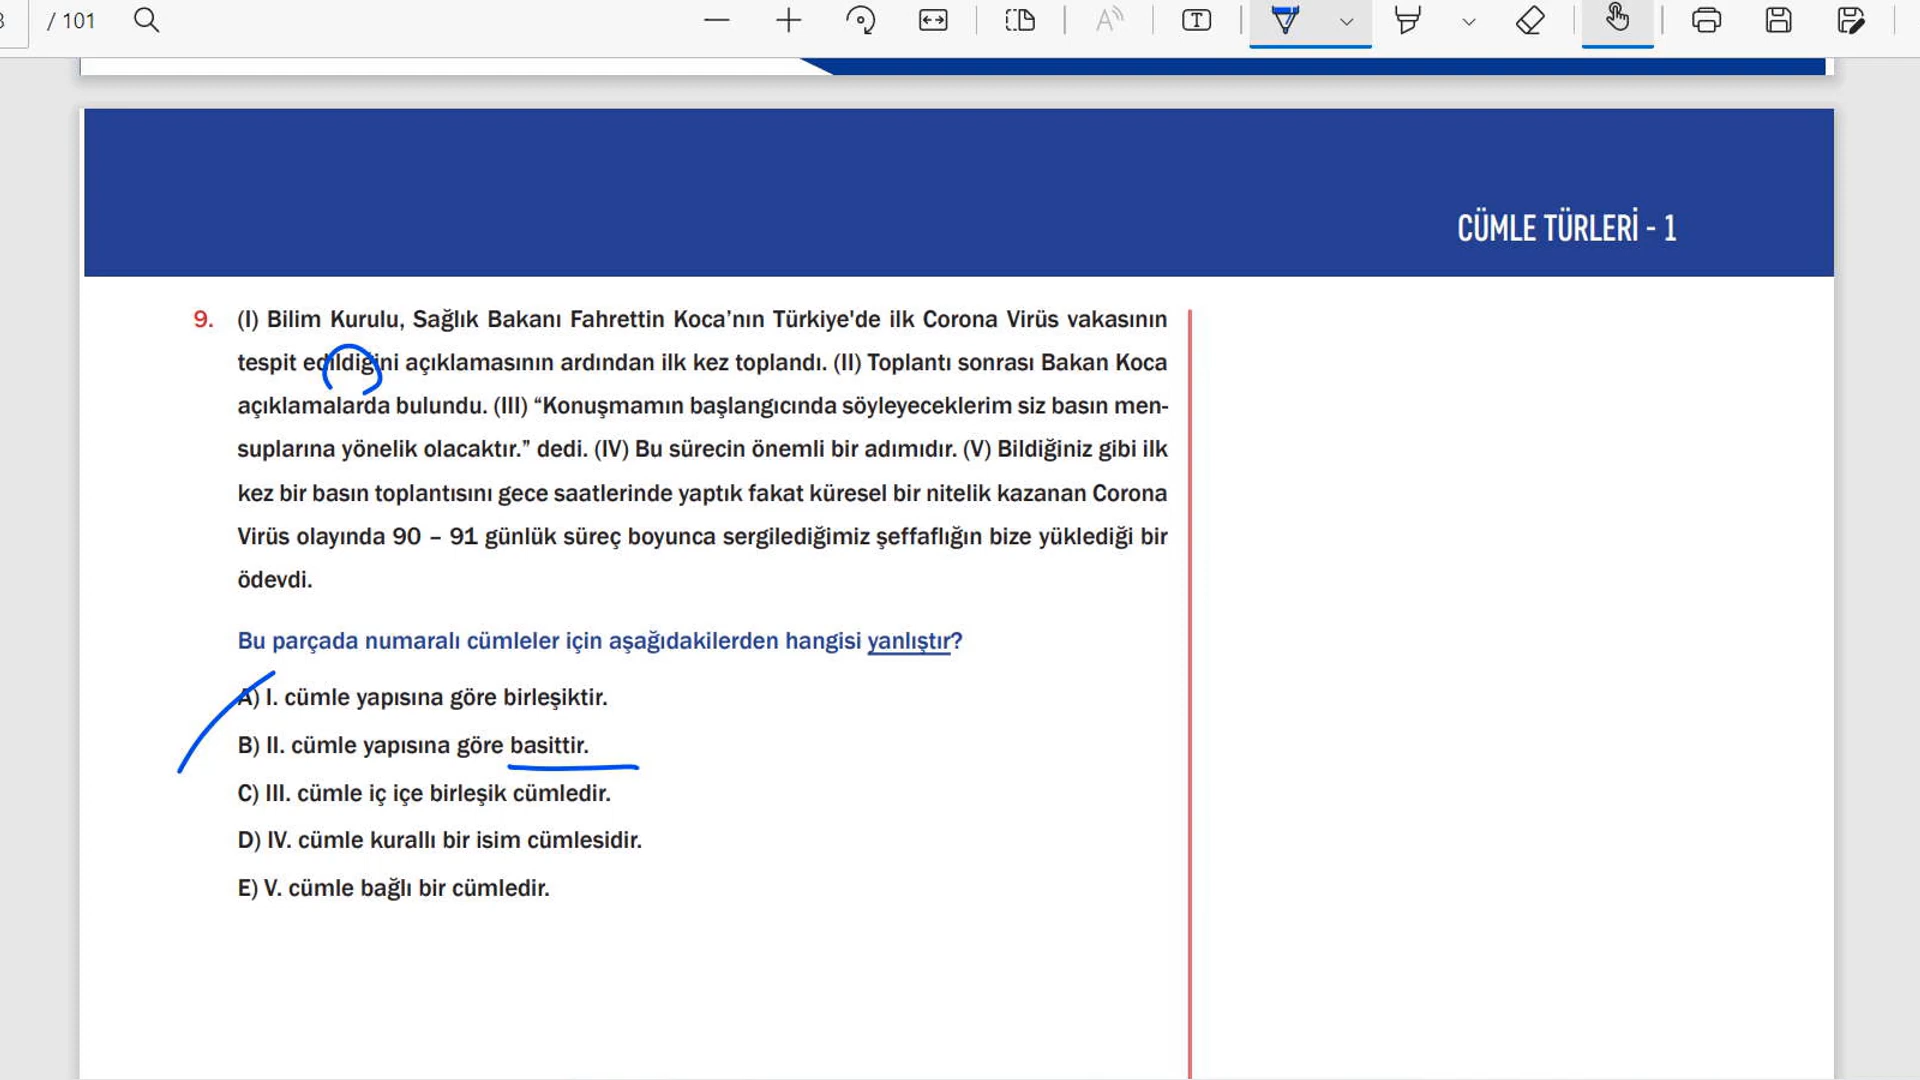 / 101
CÜMLE TÜRLERİ - 1
9. (I) Bilim Kurulu, Sağlık Bakanı Fahrettin Koca’nın Türkiye'de ilk Corona Virüs vakasının
tespit edildiğini açıklamasının ardından ilk kez toplandı. (II) Toplantı sonrası Bakan Koca
açıklamalarda bulundu. (III) “Konuşmamın başlangıcında söyleyeceklerim siz basın men-
suplarına yönelik olacaktır.” dedi. (IV) Bu sürecin önemli bir adımıdır. (V) Bildiğiniz gibi ilk
kez bir basın toplantısını gece saatlerinde yaptık fakat küresel bir nitelik kazanan Corona
Virüs olayında 90 – 91 günlük süreç boyunca sergilediğimiz şeffaflığın bize yüklediği bir
ödevdi.
Bu parçada numaralı cümleler için aşağıdakilerden hangisi yanlıştır?
A) I. cümle yapısına göre birleşiktir.
B) II. cümle yapısına göre basittir.
C) III. cümle iç içe birleşik cümledir.
D) IV. cümle kurallı bir isim cümlesidir.
E) V. cümle bağlı bir cümledir.